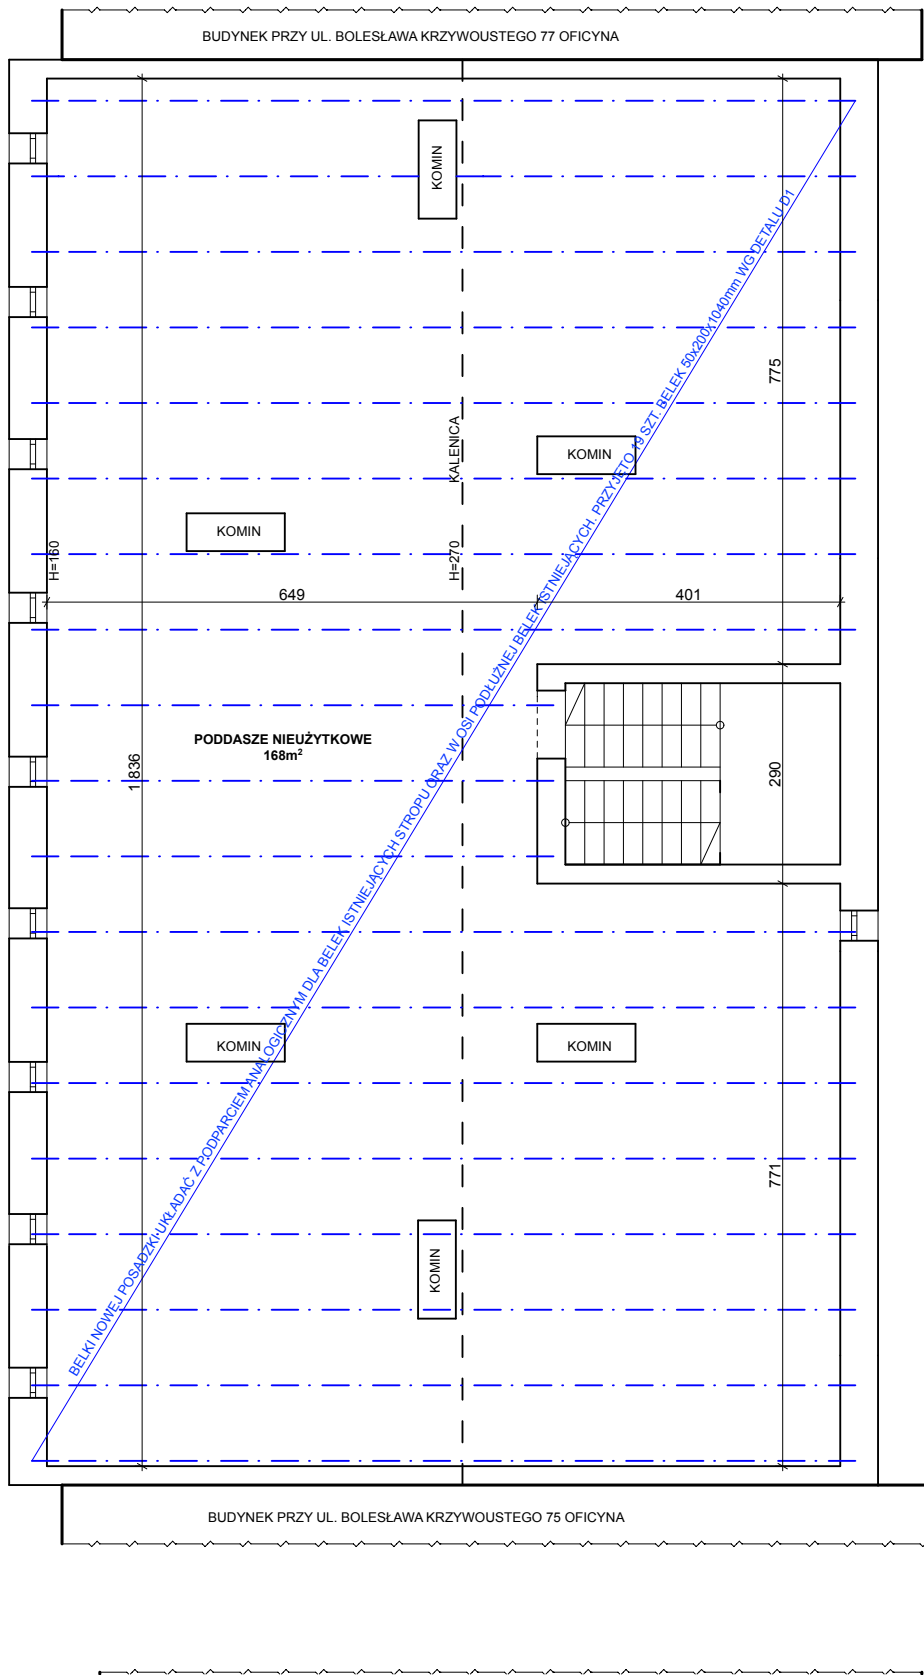 BUDYNEK PRZY UL. BOLESŁAWA KRZYWOUSTEGO 77 OFICYNA
KOMIN
BELKI NOWEJ POSADZKI UKŁADAĆ Z PODPARCIEM ANALOGICZNYM DLA BELEK ISTNIEJĄCYCH STROPU ORAZ W OSI PODŁUŻNEJ BELEK ISTNIEJĄCYCH. PRZYJĘTO 19 SZT. BELEK 50x200x1040mm WG DETALU D1
775
KALENICA
KOMIN
KOMIN
H=160
H=270
649
401
PODDASZE NIEUŻYTKOWE
168m²
1 836
290
KOMIN
KOMIN
771
KOMIN
BUDYNEK PRZY UL. BOLESŁAWA KRZYWOUSTEGO 75 OFICYNA